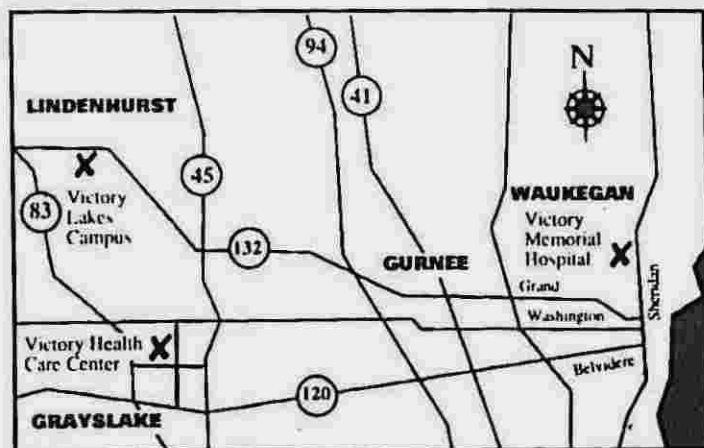 94
N
41
LINDENHURST
45
83
Victory
Lakes
Campus
WAUKEGAN
Victory
Memorial
Hospital
132
GURNEE
Grand
Sheridan
Washington
Victory Health
Care Center
Belvidere
120
GRAYSLAKE